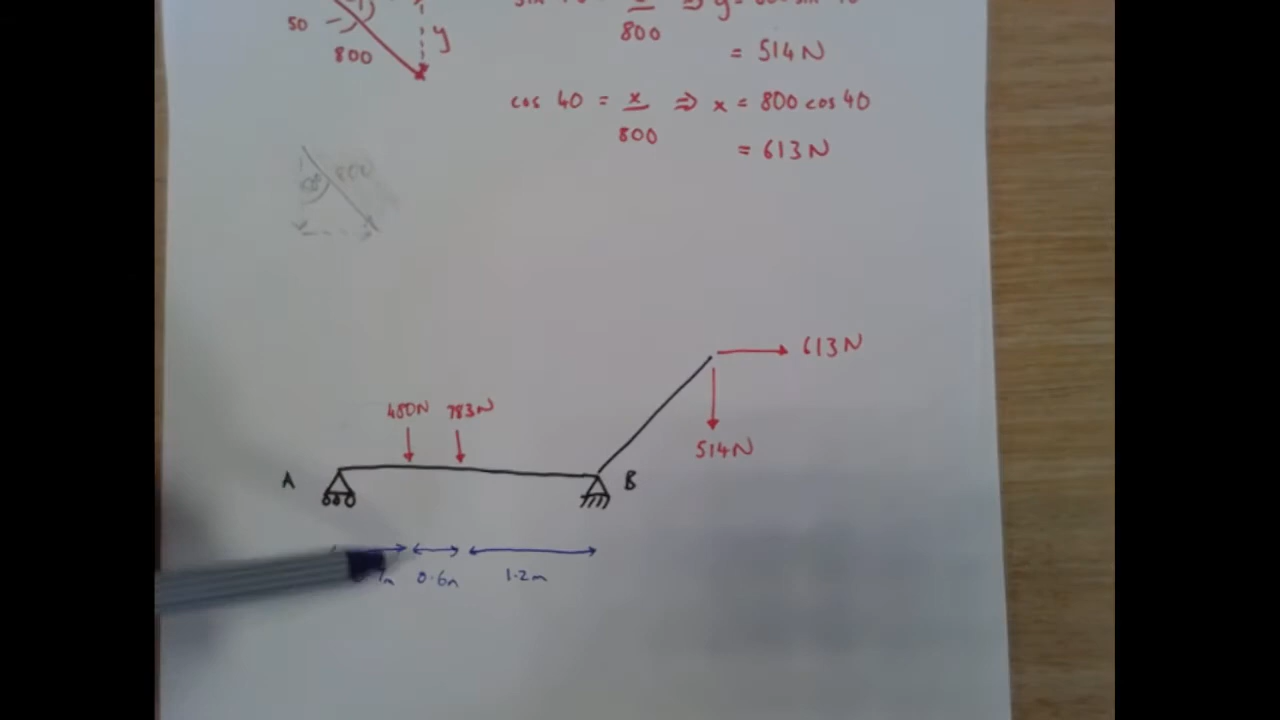 800
= 514N
50
800
y
cos 40 = x/800 ⇒ x = 800 cos 40
= 613N
800
613N
783N
514N
A
B
0.6m
1.2m